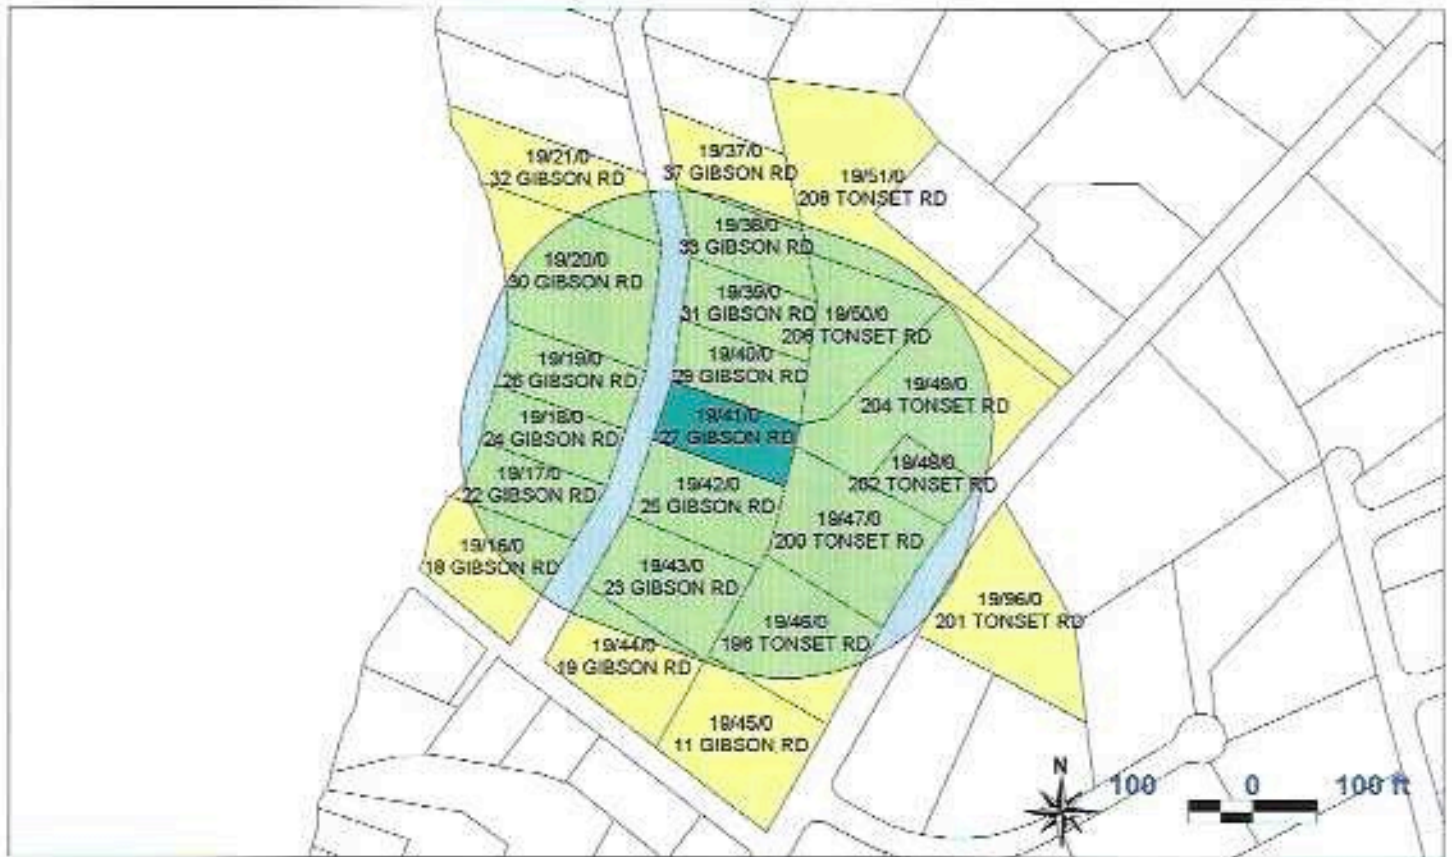 19/21/0
32 GIBSON RD
19/37/0
37 GIBSON RD
19/51/0
208 TONSET RD
19/38/0
33 GIBSON RD
19/20/0
30 GIBSON RD
19/39/0
31 GIBSON RD
19/50/0
206 TONSET RD
19/19/0
26 GIBSON RD
19/40/0
29 GIBSON RD
19/49/0
204 TONSET RD
19/18/0
24 GIBSON RD
19/41/0
27 GIBSON RD
19/17/0
22 GIBSON RD
19/42/0
25 GIBSON RD
19/48/0
202 TONSET RD
19/47/0
200 TONSET RD
19/16/0
18 GIBSON RD
19/43/0
23 GIBSON RD
19/96/0
201 TONSET RD
19/46/0
196 TONSET RD
19/44/0
19 GIBSON RD
19/45/0
11 GIBSON RD
N
100 0 100 ft